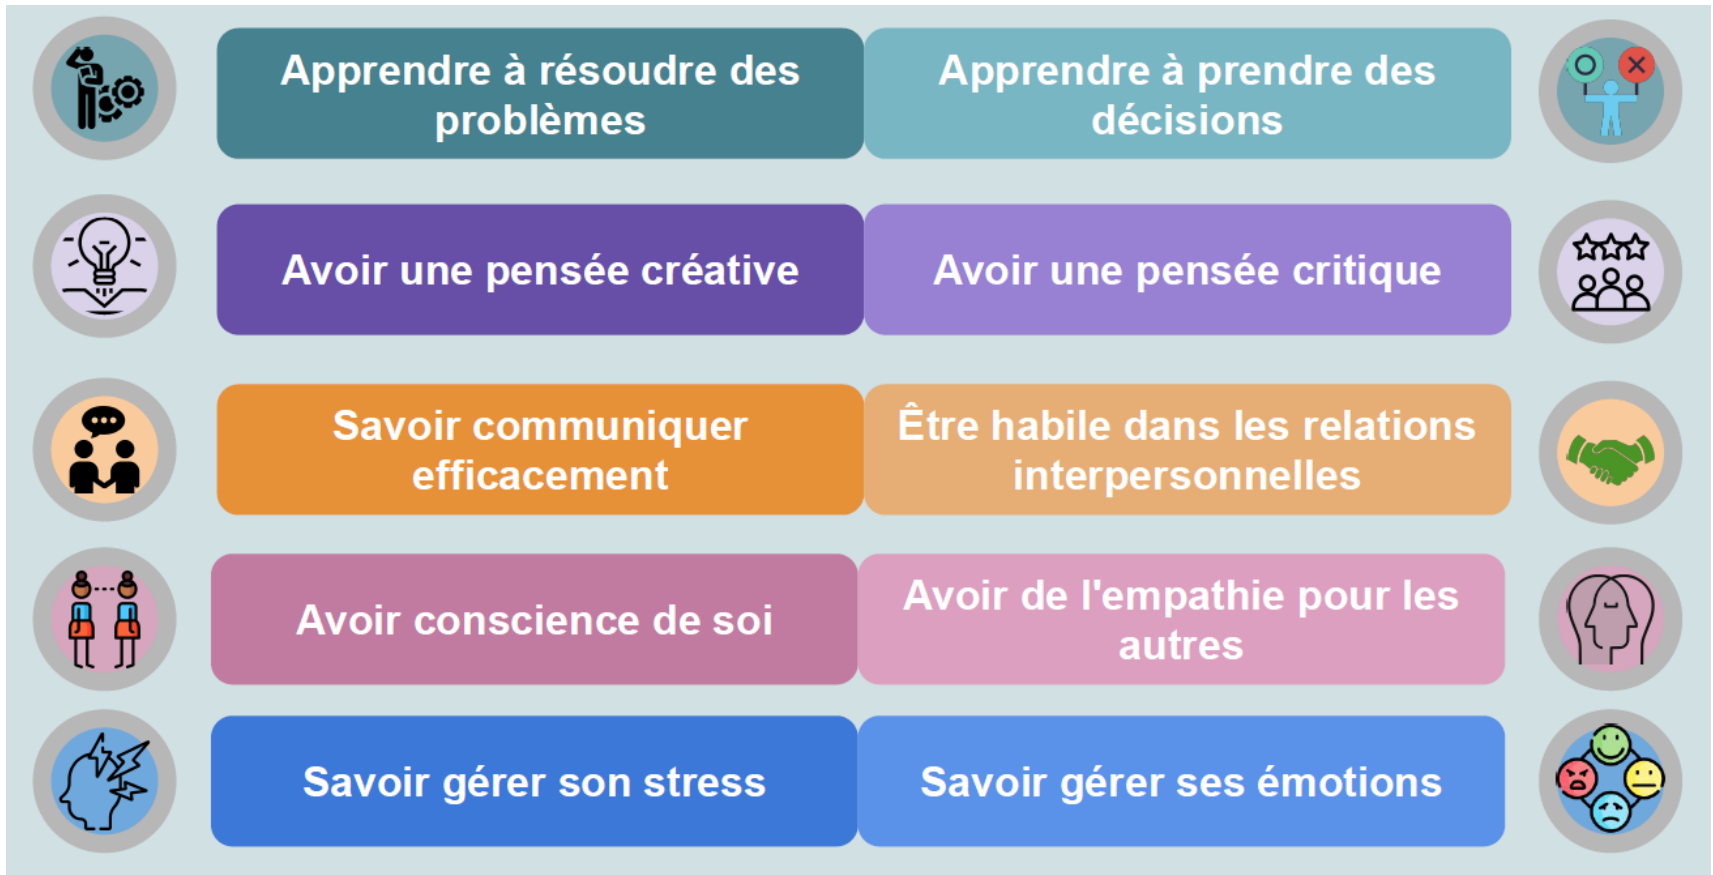 Apprendre à résoudre des
problèmes
Apprendre à prendre des
décisions
Avoir une pensée créative
Avoir une pensée critique
Savoir communiquer
efficacement
Être habile dans les relations
interpersonnelles
Avoir conscience de soi
Avoir de l'empathie pour les
autres
Savoir gérer son stress
Savoir gérer ses émotions